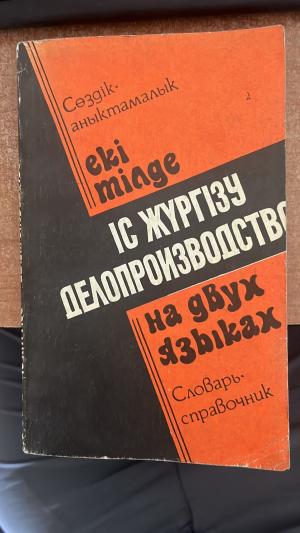 Сөздік-
анықтамалық
екі
тілде
ІС ЖҮРГІЗУ
ДЕЛОПРОИЗВОДСТВО
на двух
языках
Словарь-
справочник